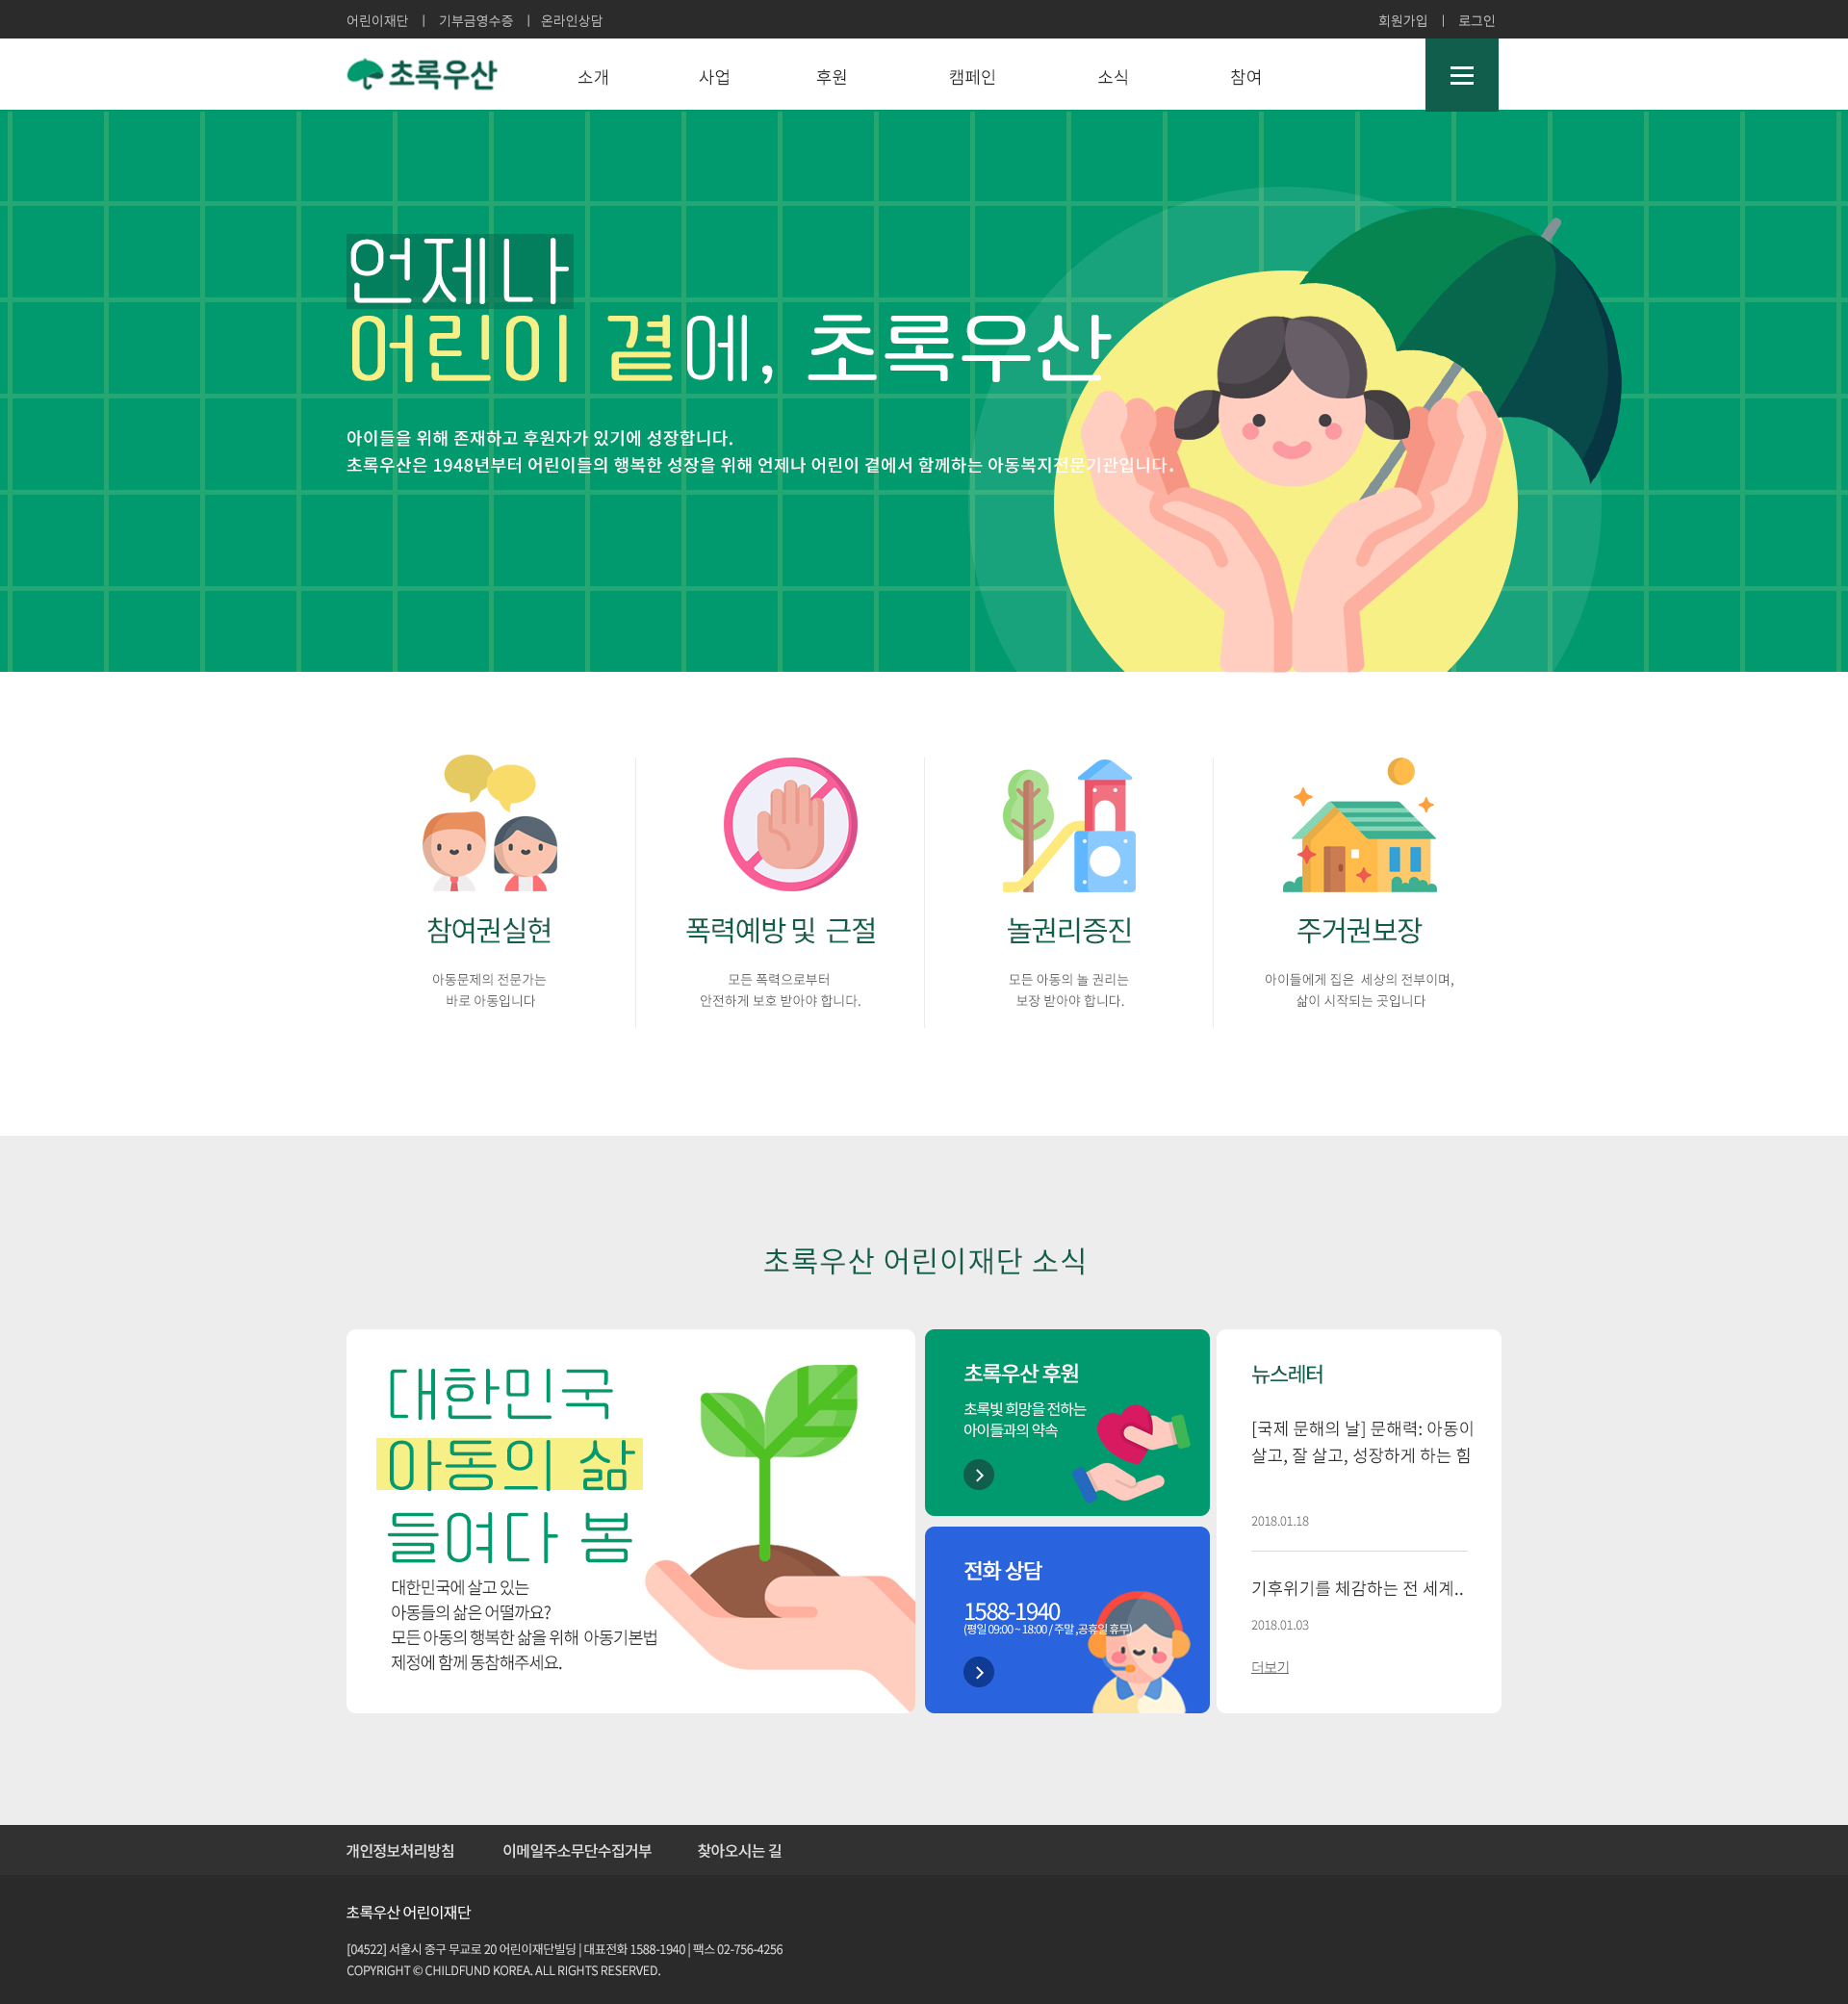 어린이재단 | 기부금영수증 | 온라인상담
회원가입 | 로그인
초록우산
소개 사업 후원 캠페인 소식 참여
언제나
어린이 곁에, 초록우산
아이들을 위해 존재하고 후원자가 있기에 성장합니다.
초록우산은 1948년부터 어린이들의 행복한 성장을 위해 언제나 어린이 곁에서 함께하는 아동복지전문기관입니다.
참여권실현
아동문제의 전문가는
바로 아동입니다
폭력예방 및 근절
모든 폭력으로부터
안전하게 보호 받아야 합니다.
놀권리증진
모든 아동의 놀 권리는
보장 받아야 합니다.
주거권보장
아이들에게 집은 세상의 전부이며,
삶이 시작되는 곳입니다
초록우산 어린이재단 소식
대한민국
아동의 삶
들여다 봄
대한민국에 살고 있는
아동들의 삶은 어떨까요?
모든 아동의 행복한 삶을 위해 아동기본법
제정에 함께 동참해주세요.
초록우산 후원
초록빛 희망을 전하는
아이들과의 약속
전화 상담
1588-1940
(평일 09:00 ~ 18:00 / 주말 ,공휴일 휴무)
뉴스레터
[국제 문해의 날] 문해력: 아동이
살고, 잘 살고, 성장하게 하는 힘
2018.01.18
기후위기를 체감하는 전 세계..
2018.01.03
더보기
개인정보처리방침 이메일주소무단수집거부 찾아오시는 길
초록우산 어린이재단
[04522] 서울시 중구 무교로 20 어린이재단빌딩 | 대표전화 1588-1940 | 팩스 02-756-4256
COPYRIGHT © CHILDFUND KOREA. ALL RIGHTS RESERVED.